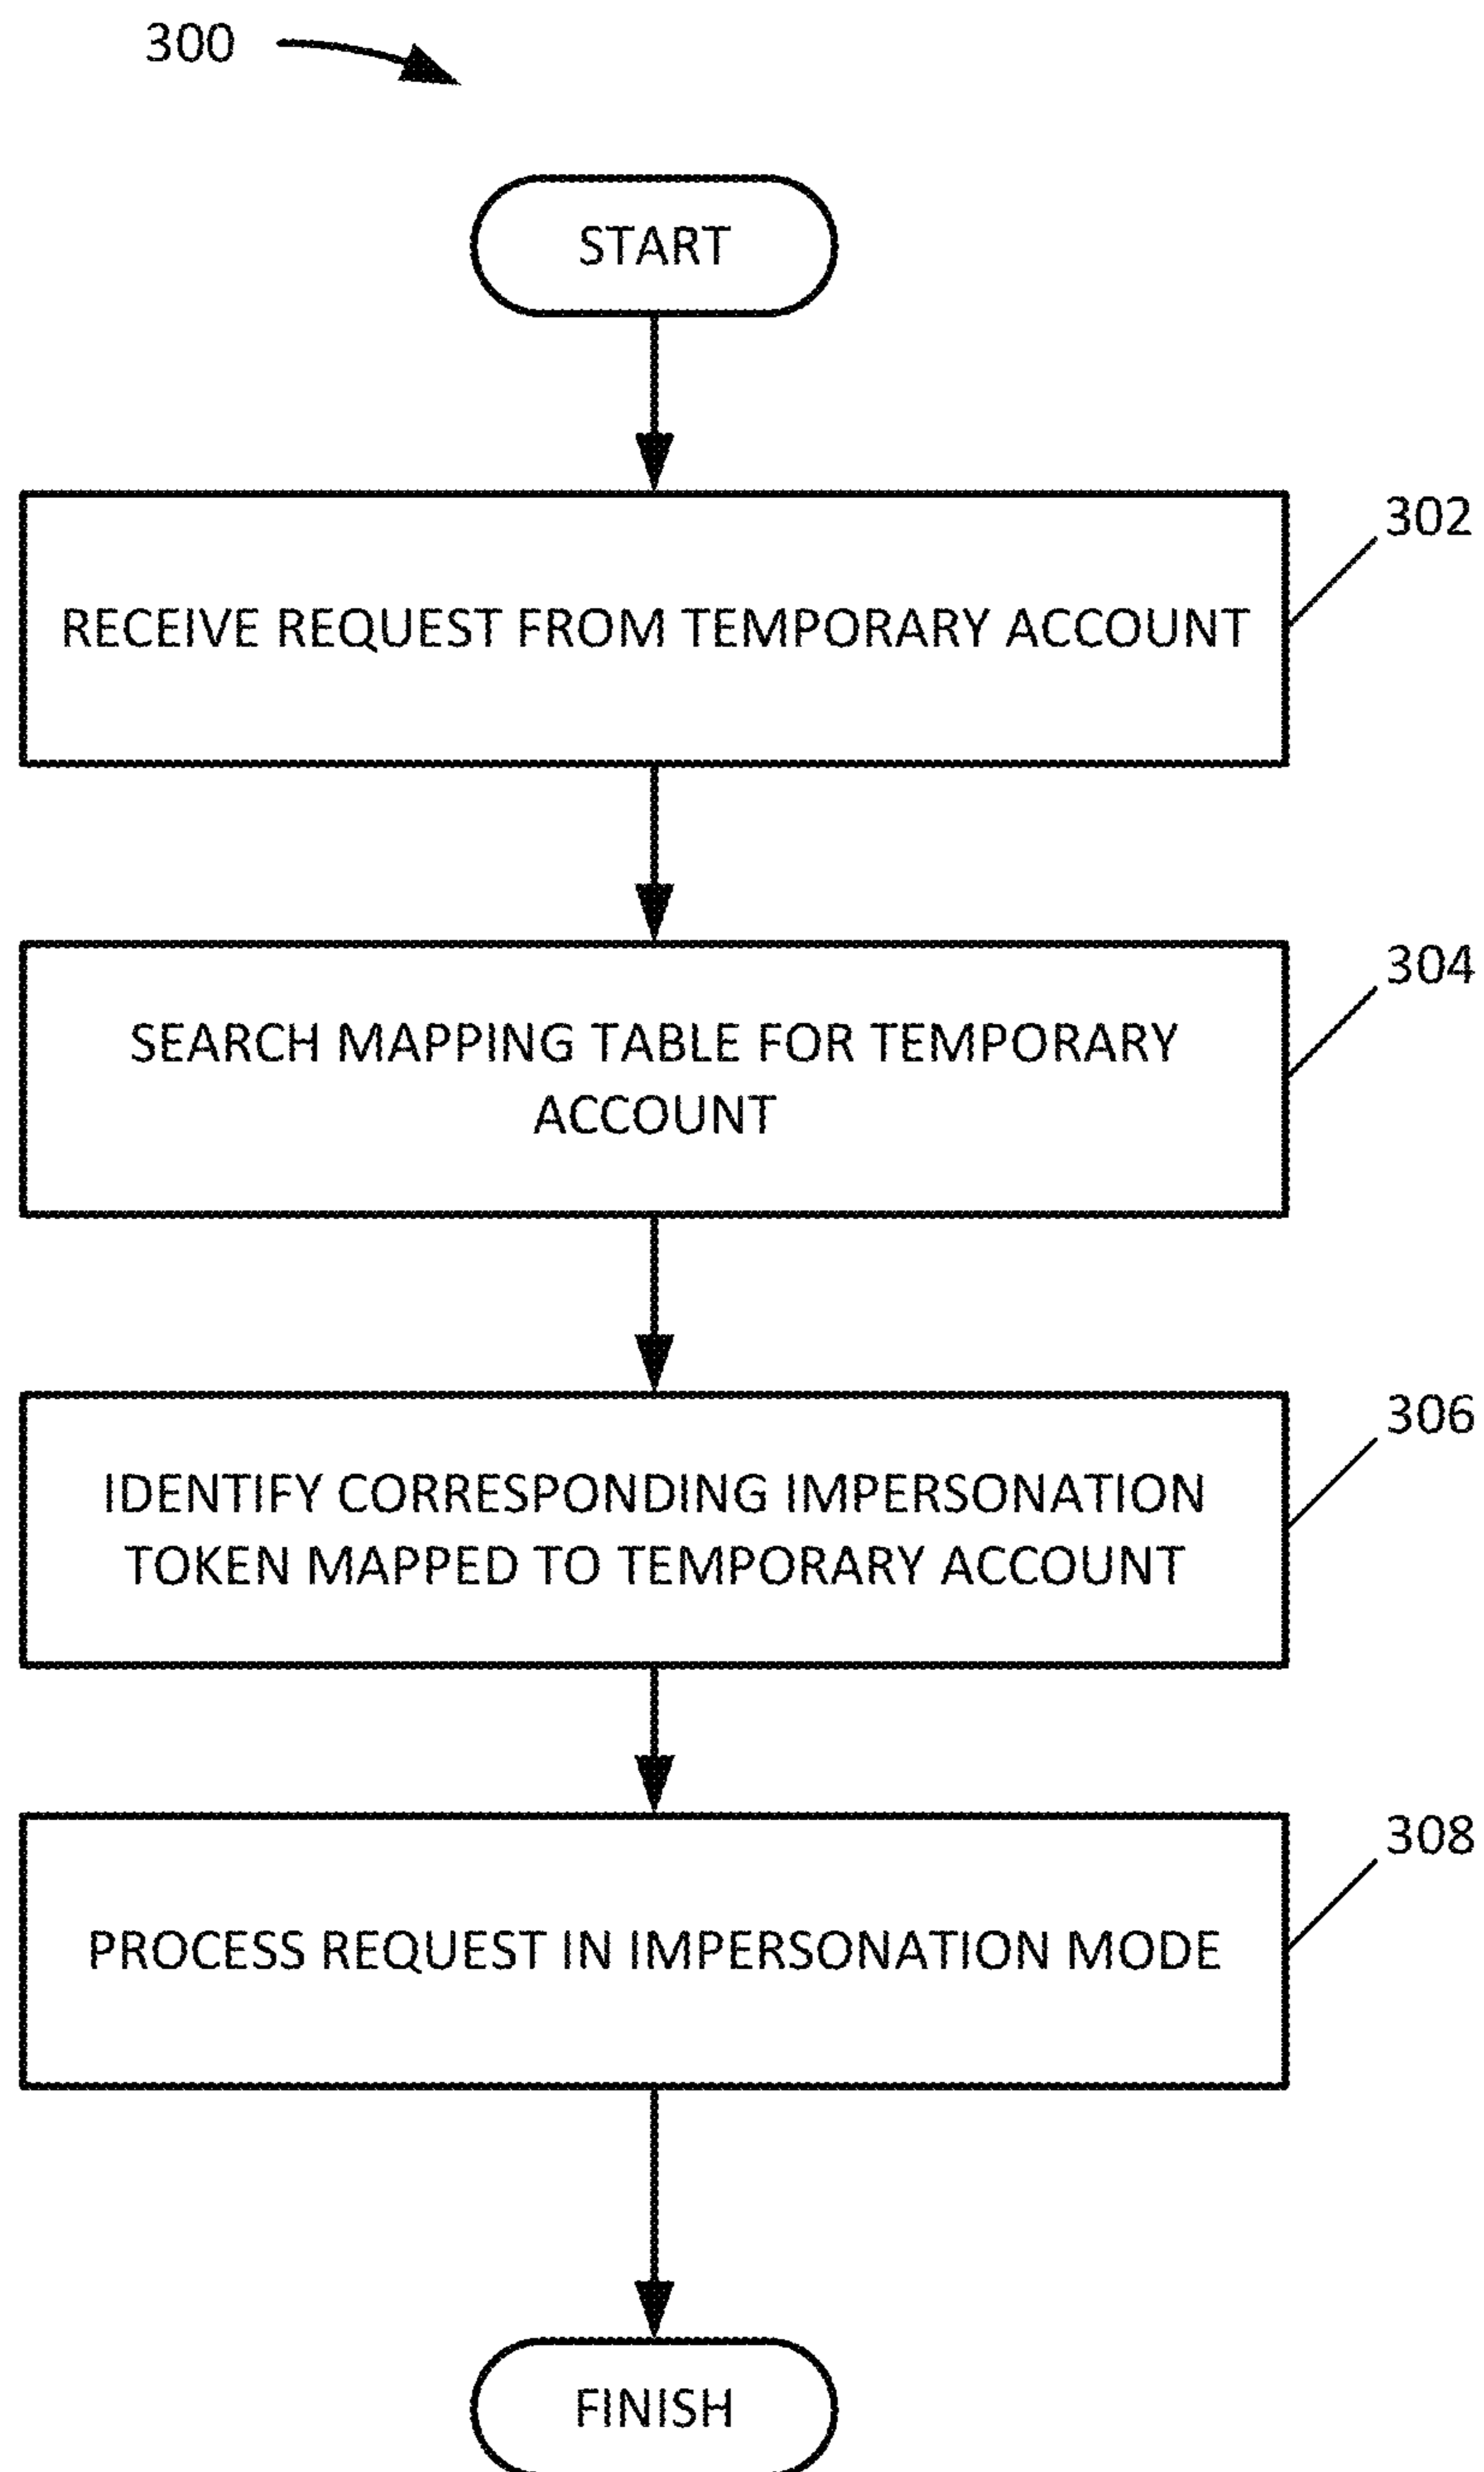 300
START
302
RECEIVE REQUEST FROM TEMPORARY ACCOUNT
304
SEARCH MAPPING TABLE FOR TEMPORARY
ACCOUNT
306
IDENTIFY CORRESPONDING IMPERSONATION
TOKEN MAPPED TO TEMPORARY ACCOUNT
308
PROCESS REQUEST IN IMPERSONATION MODE
FINISH